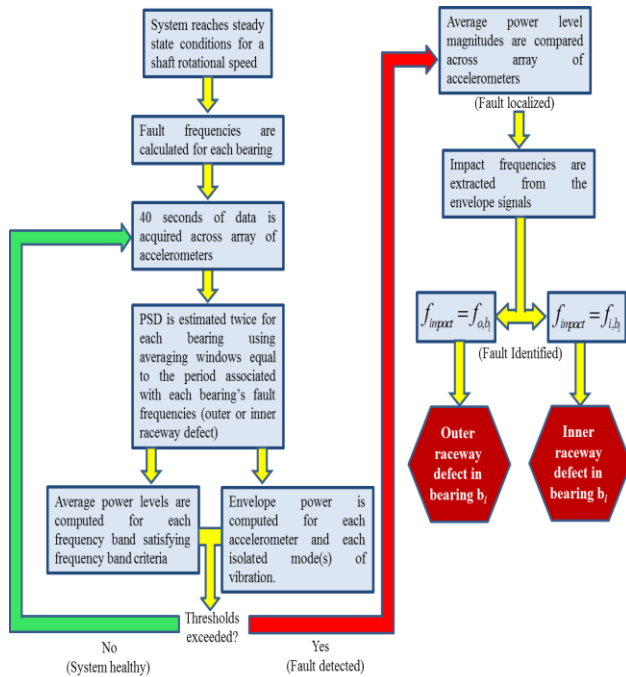 System reaches steady
state conditions for a
shaft rotational speed
Fault frequencies are
calculated for each bearing
40 seconds of data is
acquired across array of
accelerometers
PSD is estimated twice for
each bearing using
averaging windows equal
to the period associated
with each bearing's fault
frequencies (outer or inner
raceway defect)
Average power levels are
computed for each
frequency band satisfying
frequency band criteria
Envelope power is
computed for each
accelerometer and each
isolated mode(s) of
vibration.
Thresholds
exceeded?
No
(System healthy)
Yes
(Fault detected)
Average power level
magnitudes are compared
across array of
accelerometers
(Fault localized)
Impact frequencies are
extracted from the
envelope signals
f_impact = f_o,b_i
f_impact = f_i,b_i
(Fault Identified)
Outer
raceway
defect in
bearing b_i
Inner
raceway
defect in
bearing b_i